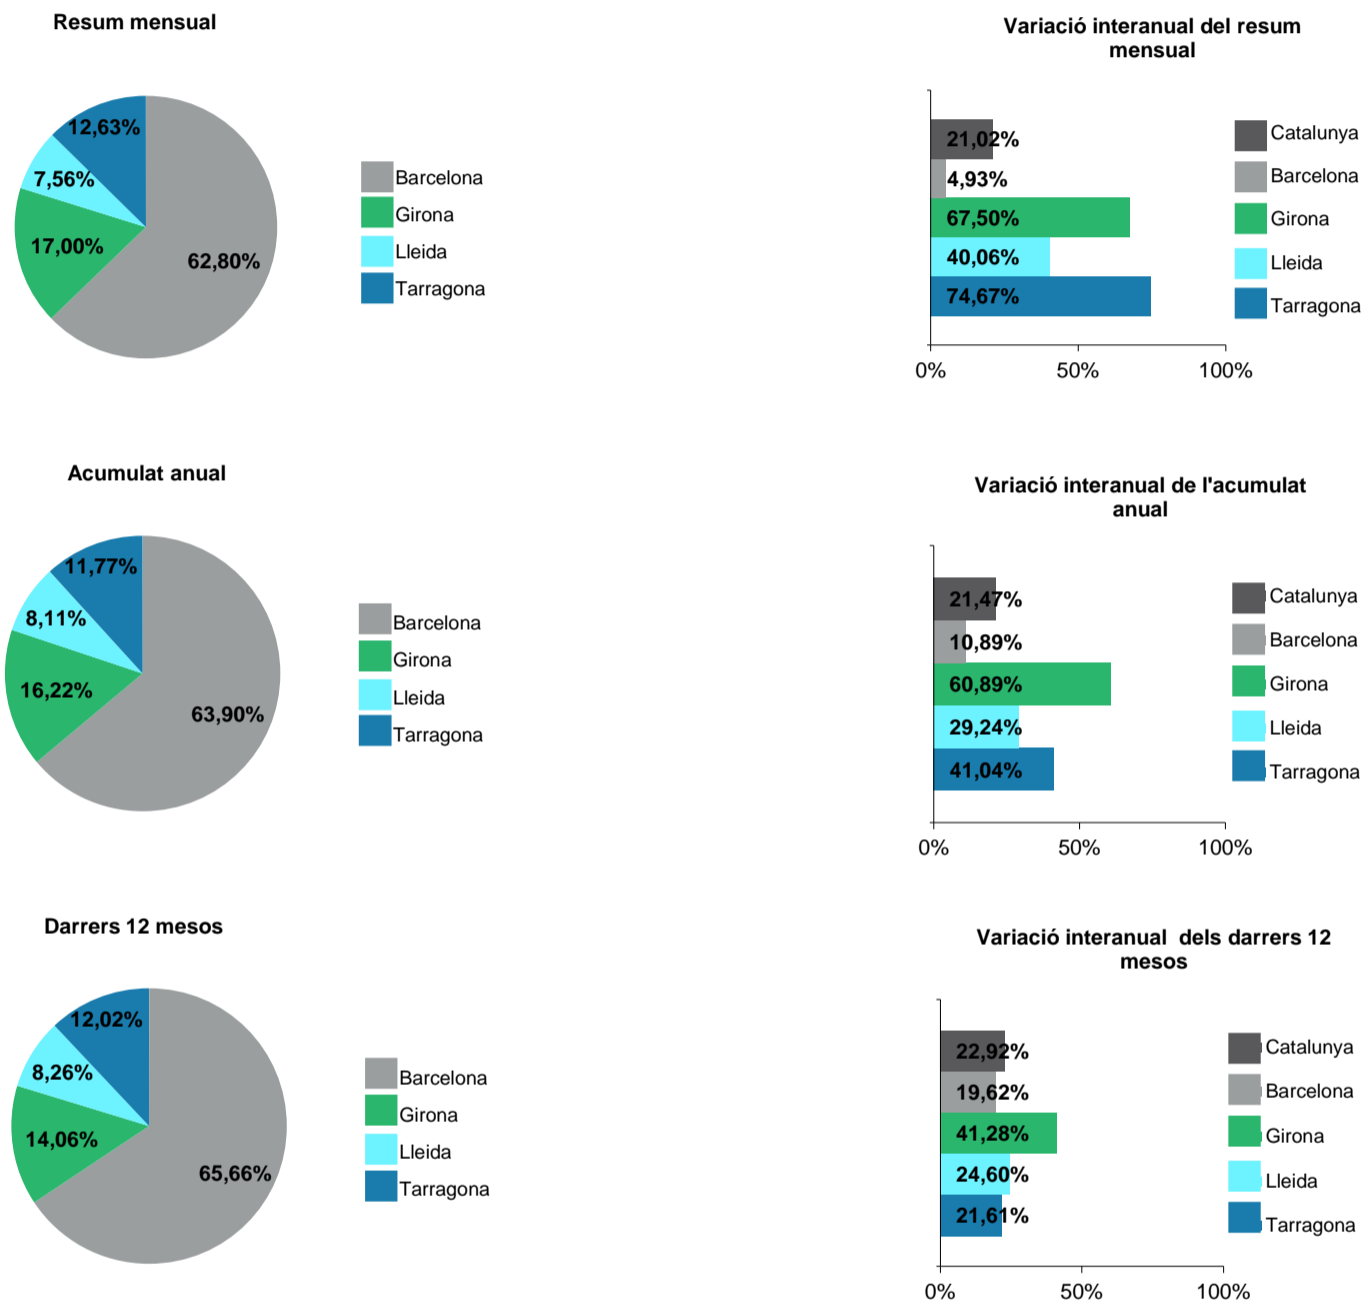 Resum mensual
12,63%
7,56%
17,00%
62,80%
Barcelona
Girona
Lleida
Tarragona
Variació interanual del resum
mensual
21,02%
4,93%
67,50%
40,06%
74,67%
0%
50%
100%
Catalunya
Barcelona
Girona
Lleida
Tarragona
Acumulat anual
11,77%
8,11%
16,22%
63,90%
Barcelona
Girona
Lleida
Tarragona
Variació interanual de l'acumulat
anual
21,47%
10,89%
60,89%
29,24%
41,04%
0%
50%
100%
Catalunya
Barcelona
Girona
Lleida
Tarragona
Darrers 12 mesos
12,02%
8,26%
14,06%
65,66%
Barcelona
Girona
Lleida
Tarragona
Variació interanual  dels darrers 12
mesos
22,92%
19,62%
41,28%
24,60%
21,61%
0%
50%
100%
Catalunya
Barcelona
Girona
Lleida
Tarragona